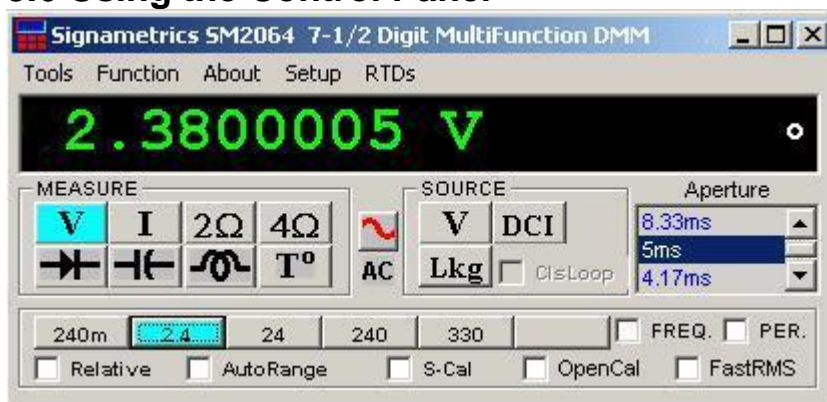 Signametrics SM2064 7-1/2 Digit MultiFunction DMM
Tools Function About Setup RTDs
2.3800005 V
MEASURE SOURCE Aperture
V I 2Ω 4Ω V DCI 8.33ms
5ms
T° AC Lkg ClsLoop 4.17ms
240m 2.4 24 240 330 FREQ. PER.
Relative AutoRange S-Cal OpenCal FastRMS